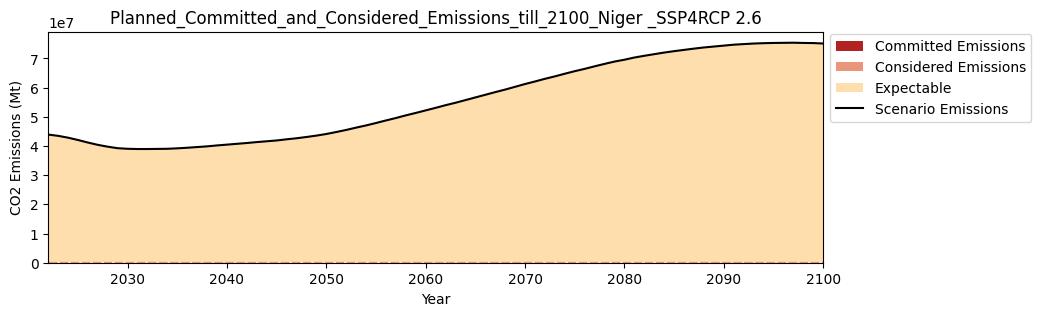 Planned_Committed_and_Considered_Emissions_till_2100_Niger _SSP4RCP 2.6
1e7
7
6
5
4
3
2
1
0
CO2 Emissions (Mt)
2030
2040
2050
2060
2070
2080
2090
2100
Year
Committed Emissions
Considered Emissions
Expectable
Scenario Emissions